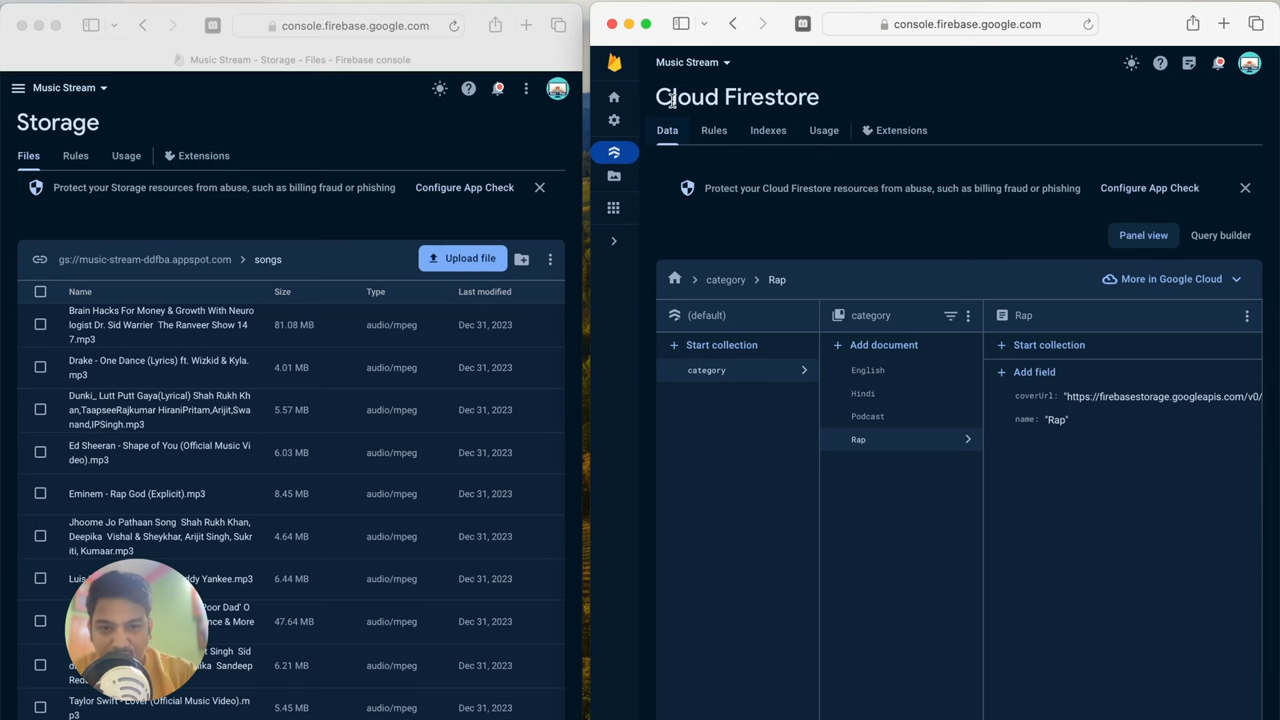 console.firebase.google.com
Music Stream - Storage - Files - Firebase console
Music Stream
Storage
Files
Rules
Usage
Extensions
Protect your Storage resources from abuse, such as billing fraud or phishing
Configure App Check
gs://music-stream-ddfba.appspot.com
songs
Upload file
Name
Size
Type
Last modified
Brain Hacks For Money & Growth With Neuro
logist Dr. Sid Warrier The Ranveer Show 14
7.mp3
81.08 MB
audio/mpeg
Dec 31, 2023
Drake - One Dance (Lyrics) ft. Wizkid & Kyla.
mp3
4.01 MB
audio/mpeg
Dec 31, 2023
Dunki_ Lutt Putt Gaya(Lyrical) Shah Rukh Kh
an,TaapseeRajkumar HiraniPritam,Arijit,Swa
nand,IPSingh.mp3
5.57 MB
audio/mpeg
Dec 31, 2023
Ed Sheeran - Shape of You (Official Music Vi
deo).mp3
6.03 MB
audio/mpeg
Dec 31, 2023
Eminem - Rap God (Explicit).mp3
8.45 MB
audio/mpeg
Dec 31, 2023
Jhoome Jo Pathaan Song Shah Rukh Khan,
Deepika Vishal & Sheykhar, Arijit Singh, Sukr
iti, Kumaar.mp3
4.64 MB
audio/mpeg
Dec 31, 2023
Luis
ddy Yankee.mp3
6.44 MB
audio/mpeg
Dec 31, 2023
Poor Dad' O
nce & More
47.64 MB
audio/mpeg
Dec 31, 2023
Singh Sid
ika Sandeep
Red
6.21 MB
audio/mpeg
Dec 31, 2023
Taylor Swift - Lover (Official Music Video).m
p3
5.45 MB
audio/mpeg
Dec 31, 2023
console.firebase.google.com
Music Stream
Cloud Firestore
Data
Rules
Indexes
Usage
Extensions
Protect your Cloud Firestore resources from abuse, such as billing fraud or phishing
Configure App Check
Panel view
Query builder
category
Rap
More in Google Cloud
(default)
category
Rap
Start collection
Add document
Start collection
category
English
Hindi
Podcast
Rap
Add field
coverUrl: "https://firebasestorage.googleapis.com/v0/
name: "Rap"